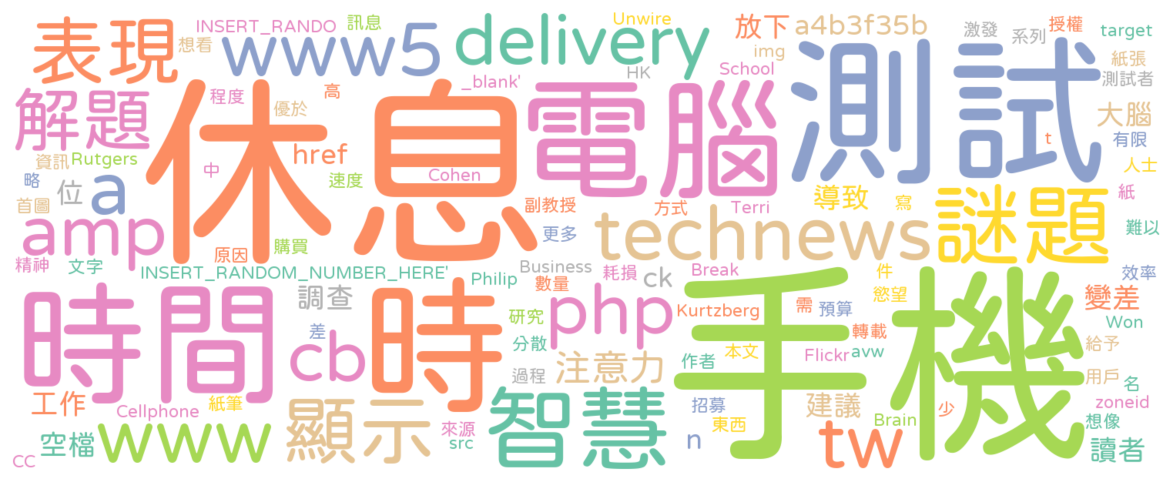 表現
想看
INSERT_RANDO
訊息
www5
delivery
Unwire
放下
a4b3f35b
激發
系列
授權
target
解題
程度
優於
高
_blank'
HK
img
School
測試
紙張
測試者
大腦
休息
電腦
資訊
Rutgers
中
href
速度
Cohen
t
有限
人士
略
位
a
首圖
副教授
方式
Terri
導致
寫
謎題
紙
amp
原因
購買
更多
technews
難以
精神
文字
INSERT_RANDOM_NUMBER_HERE'
Philip
Business
數量
耗損
ck
Break
件
慾望
效率
時間
調查
時
php
Kurtzberg
手機
需
預算
變差
差
研究
分散
轉載
Won
cb
過程
注意力
作者
本文
Flickr
avw
給予
工作
Cellphone
紙筆
顯示
智慧
招募
建議
用戶
名
zoneid
空檔
www
來源
src
n
東西
tw
Brain
少
想像
讀者
CC